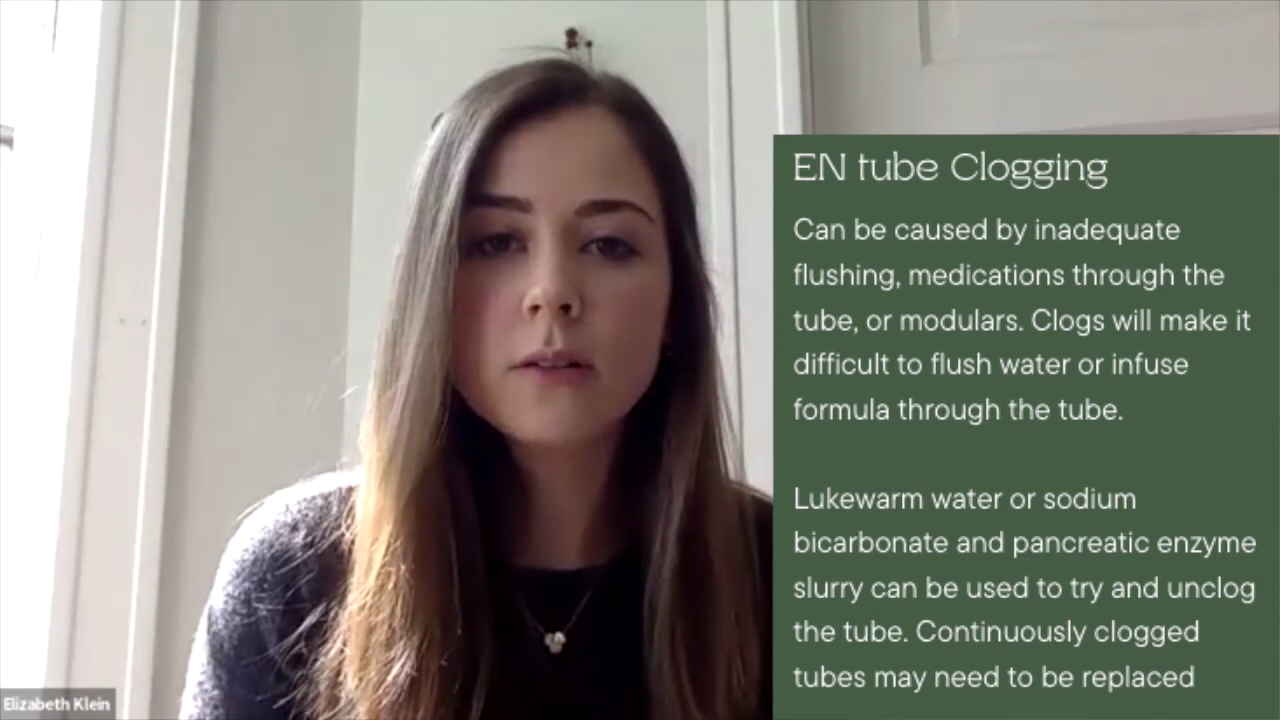 EN tube Clogging
Can be caused by inadequate
flushing, medications through the
tube, or modulars. Clogs will make it
difficult to flush water or infuse
formula through the tube.
Lukewarm water or sodium
bicarbonate and pancreatic enzyme
slurry can be used to try and unclog
the tube. Continuously clogged
tubes may need to be replaced
Elizabeth Klein